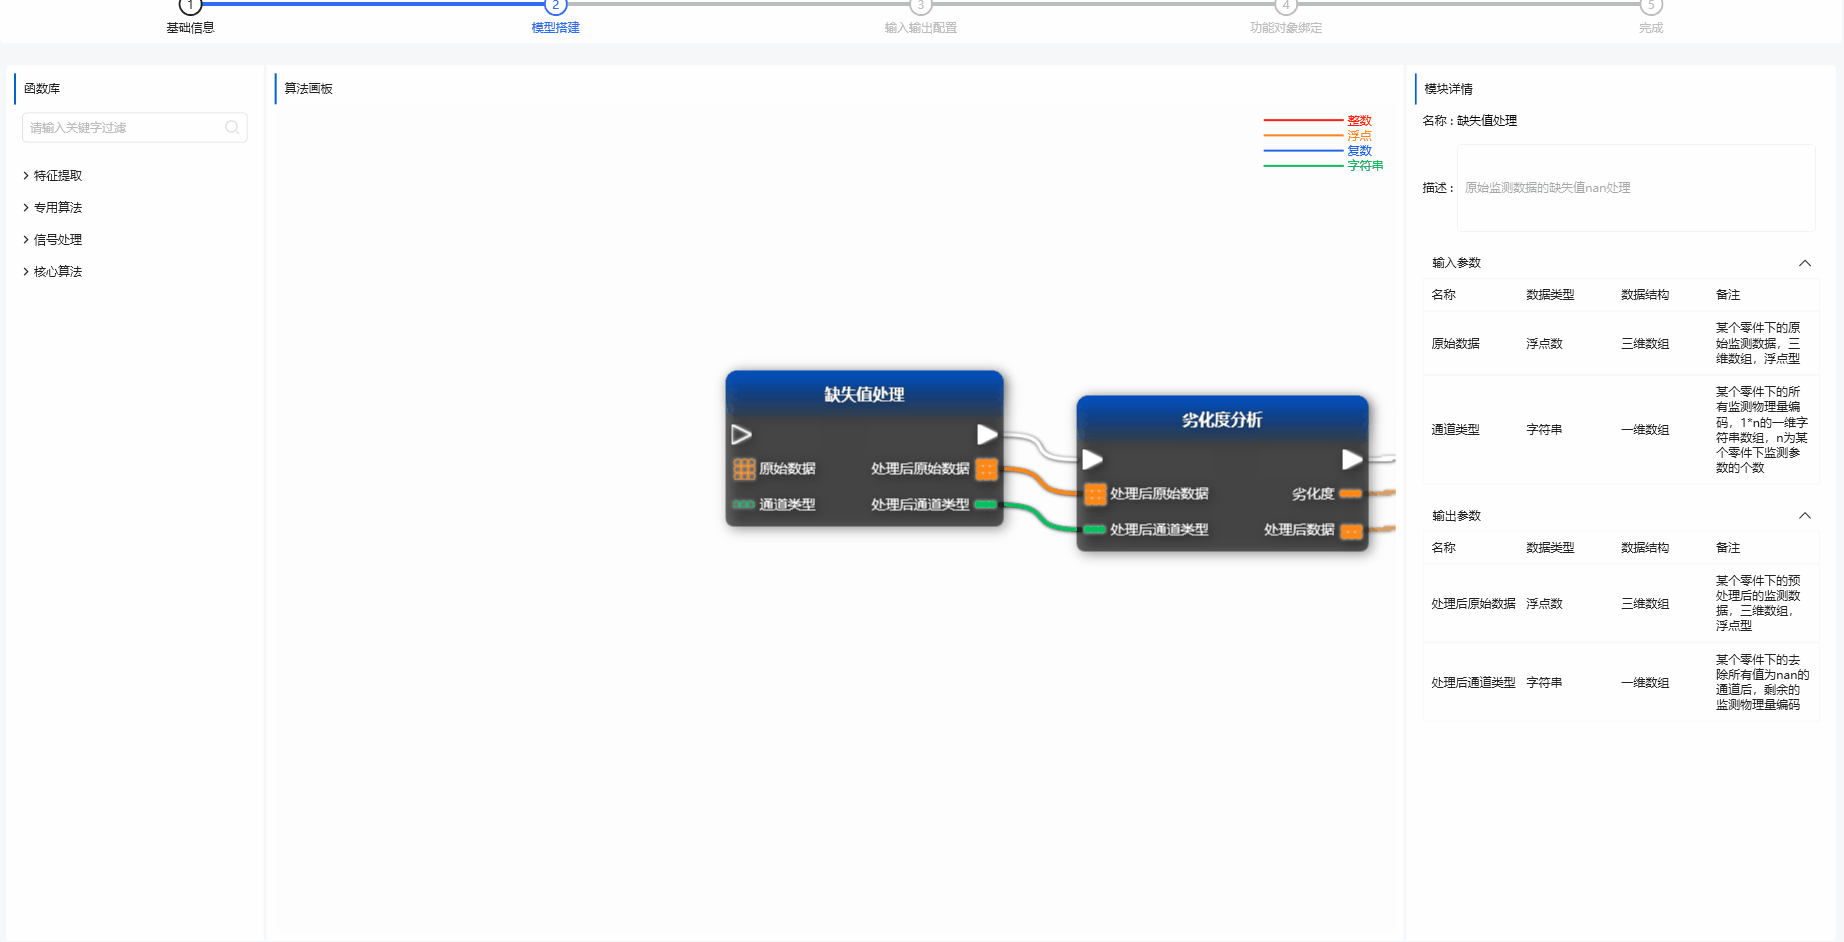 1
2
3
4
5
基础信息
模型搭建
输入输出配置
功能对象绑定
完成
函数库
请输入关键字过滤
特征提取
专用算法
信号处理
核心算法
算法画板
整数
浮点
复数
字符串
缺失值处理
原始数据
处理后原始数据
通道类型
处理后通道类型
劣化度分析
处理后原始数据
劣化度
处理后通道类型
处理后数据
模块详情
名称 : 缺失值处理
描述 : 原始监测数据的缺失值nan处理
输入参数
名称 数据类型 数据结构 备注
原始数据 浮点数 三维数组
某个零件下的原
始监测数据，三
维数组，浮点型
通道类型 字符串 一维数组
某个零件下的所
有监测物理量编
码，1*n的一维字
符串数组，n为某
个零件下监测参
数的个数
输出参数
名称 数据类型 数据结构 备注
处理后原始数据 浮点数 三维数组
某个零件下的预
处理后的监测数
据，三维数组，
浮点型
处理后通道类型 字符串 一维数组
某个零件下的去
除所有值为nan的
通道后，剩余的
监测物理量编码